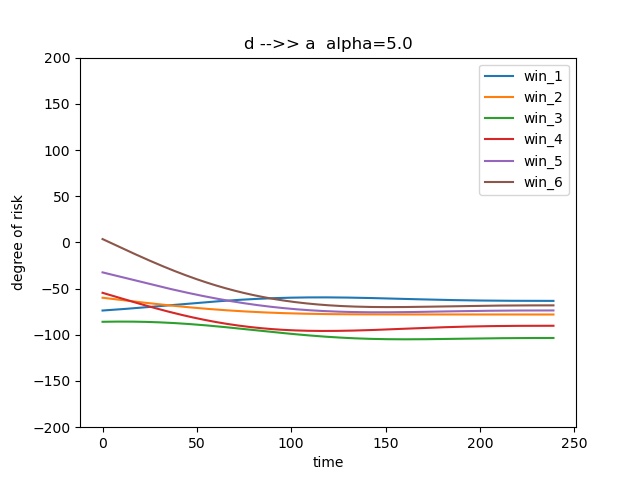 d -->> a  alpha=5.0
200
150
100
50
0
−50
−100
−150
−200
degree of risk
win_1
win_2
win_3
win_4
win_5
win_6
0
50
100
150
200
250
time